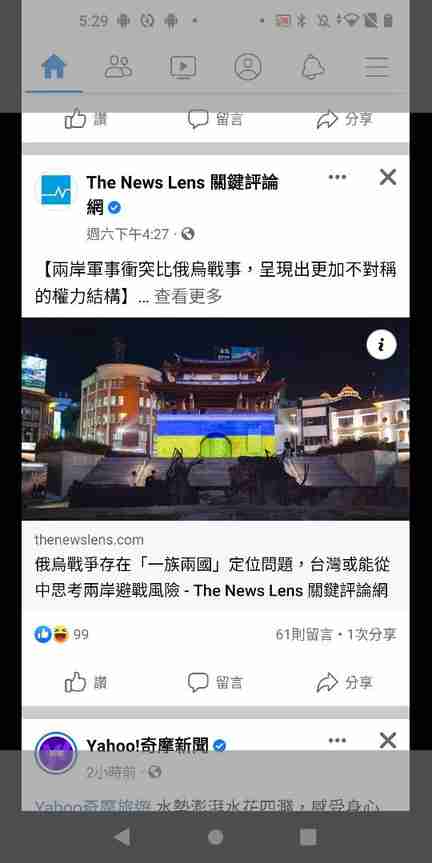 5:29
讚 留言 分享
The News Lens 關鍵評論
網
週六下午4:27 ·
【兩岸軍事衝突比俄烏戰事，呈現出更加不對稱
的權力結構】... 查看更多
thenewslens.com
俄烏戰爭存在「一族兩國」定位問題，台灣或能從
中思考兩岸避戰風險 - The News Lens 關鍵評論網
99 61則留言 • 1次分享
讚 留言 分享
Yahoo!奇摩新聞
2小時前 ·
Yahoo奇摩旅遊 水勢澎湃水花四濺，感受身心